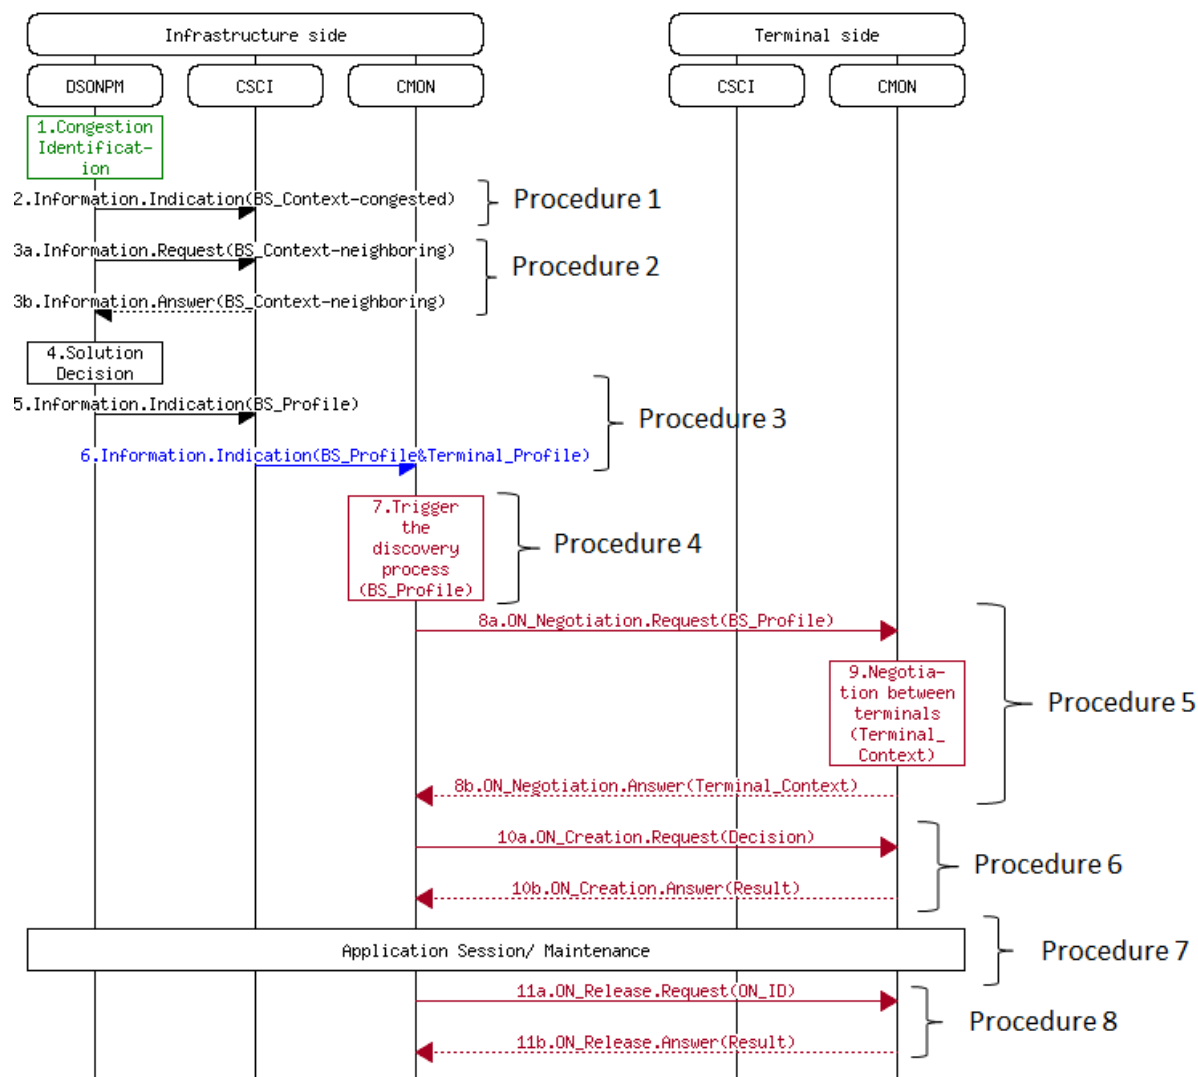 Infrastructure side
Terminal side
DSONPM
CSCI
CMON
CSCI
CMON
1.Congestion
Identificat-
ion
2.Information.Indication(BS_Context-congested)
Procedure 1
3a.Information.Request(BS_Context-neighboring)
Procedure 2
3b.Information.Answer(BS_Context-neighboring)
4.Solution
Decision
5.Information.Indication(BS_Profile)
Procedure 3
6.Information.Indication(BS_Profile&Terminal_Profile)
7.Trigger
the
discovery
process
(BS_Profile)
Procedure 4
8a.ON_Negotiation.Request(BS_Profile)
9.Negotia-
tion between
terminals
(Terminal_
Context)
Procedure 5
8b.ON_Negotiation.Answer(Terminal_Context)
10a.ON_Creation.Request(Decision)
Procedure 6
10b.ON_Creation.Answer(Result)
Application Session/ Maintenance
Procedure 7
11a.ON_Release.Request(ON_ID)
Procedure 8
11b.ON_Release.Answer(Result)